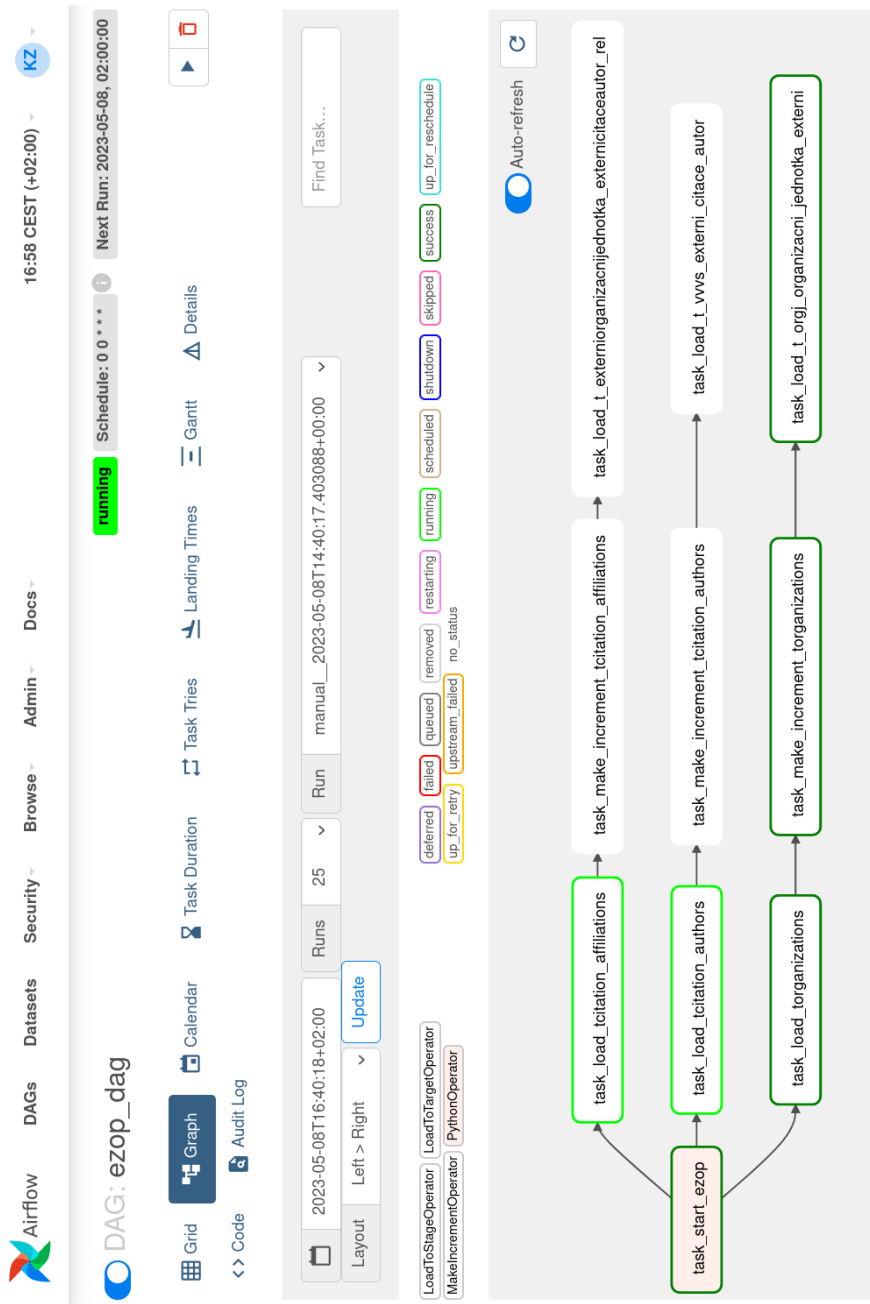 Airflow DAGs Datasets Security Browse Admin Docs 16:58 CEST (+02:00) KZ
DAG: ezop_dag running Schedule: 0 0 * * * i Next Run: 2023-05-08, 02:00:00
Grid Graph Calendar Task Duration Task Tries Landing Times Gantt Details
<> Code Audit Log
2023-05-08T16:40:18+02:00 Runs 25 Run manual__2023-05-08T14:40:17.403088+00:00 Find Task...
Layout Left > Right Update
LoadToStageOperator LoadToTargetOperator deferred failed queued removed restarting running scheduled shutdown skipped success up_for_reschedule
MakeIncrementOperator PythonOperator up_for_retry upstream_failed no_status
Auto-refresh
task_load_tcitation_affiliations task_make_increment_tcitation_affiliations task_load_t_externiorganizacnijednotka_externicitaceautor_rel
task_start_ezop task_load_tcitation_authors task_make_increment_tcitation_authors task_load_t_vvvs_externi_citace_autor
task_load_torganizations task_make_increment_torganizations task_load_t_orgj_organizacni_jednotka_externi